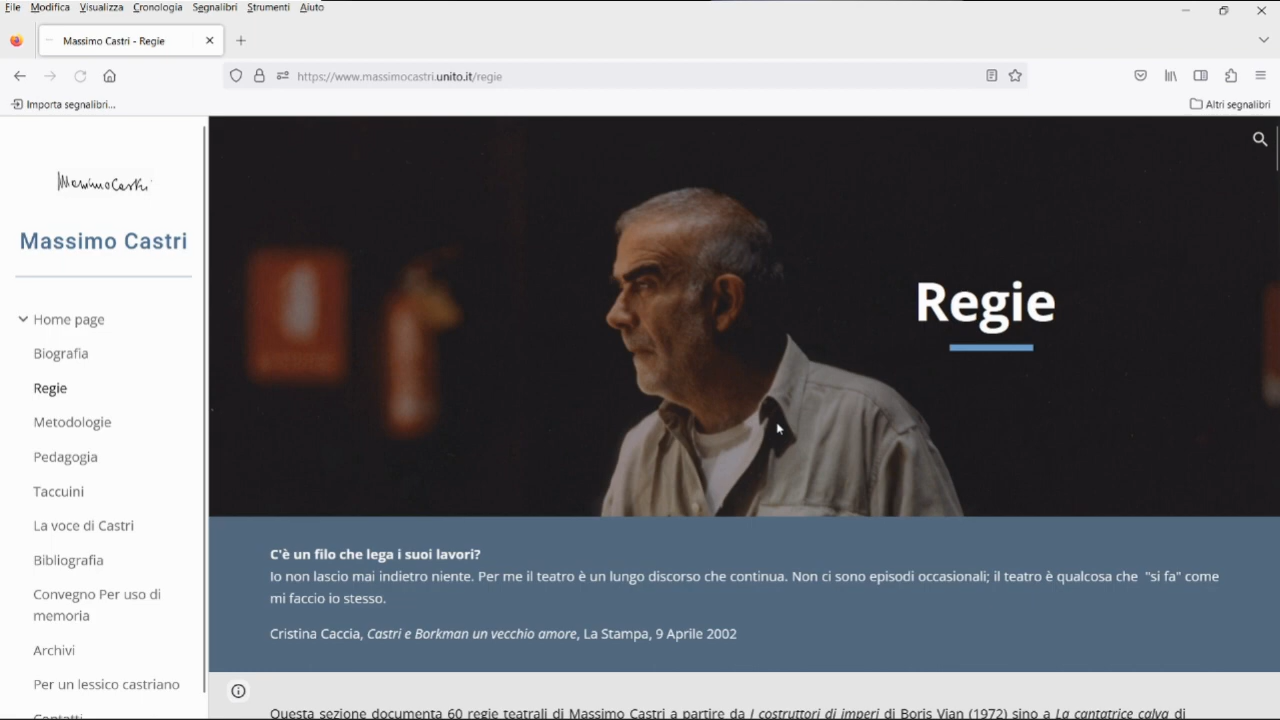 File Modifica Visualizza Cronologia Segnalibri Strumenti Aiuto
Massimo Castri - Regie
https://www.massimocastri.unito.it/regie
Importa segnalibri...
Altri segnalibri
Massimo Castri
Massimo Castri
Home page
Biografia
Regie
Metodologie
Pedagogia
Taccuini
La voce di Castri
Bibliografia
Convegno Per uso di
memoria
Archivi
Per un lessico castriano
Contatti
Regie
C'è un filo che lega i suoi lavori?
Io non lascio mai indietro niente. Per me il teatro è un lungo discorso che continua. Non ci sono episodi occasionali; il teatro è qualcosa che "si fa" come
mi faccio io stesso.
Cristina Caccia, Castri e Borkman un vecchio amore, La Stampa, 9 Aprile 2002
Questa sezione documenta 60 regie teatrali di Massimo Castri a partire da I costruttori di imperi di Boris Vian (1972) sino a La cantatrice calva di